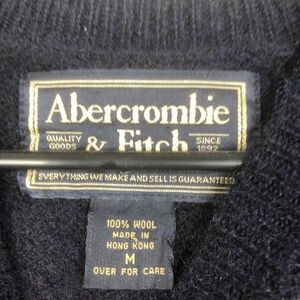 Abercrombie
QUALITY GOODS & Fitch SINCE 1892
EVERYTHING WE MAKE AND SELL IS GUARANTEED
100% WOOL
MADE IN
HONG KONG
M
OVER FOR CARE